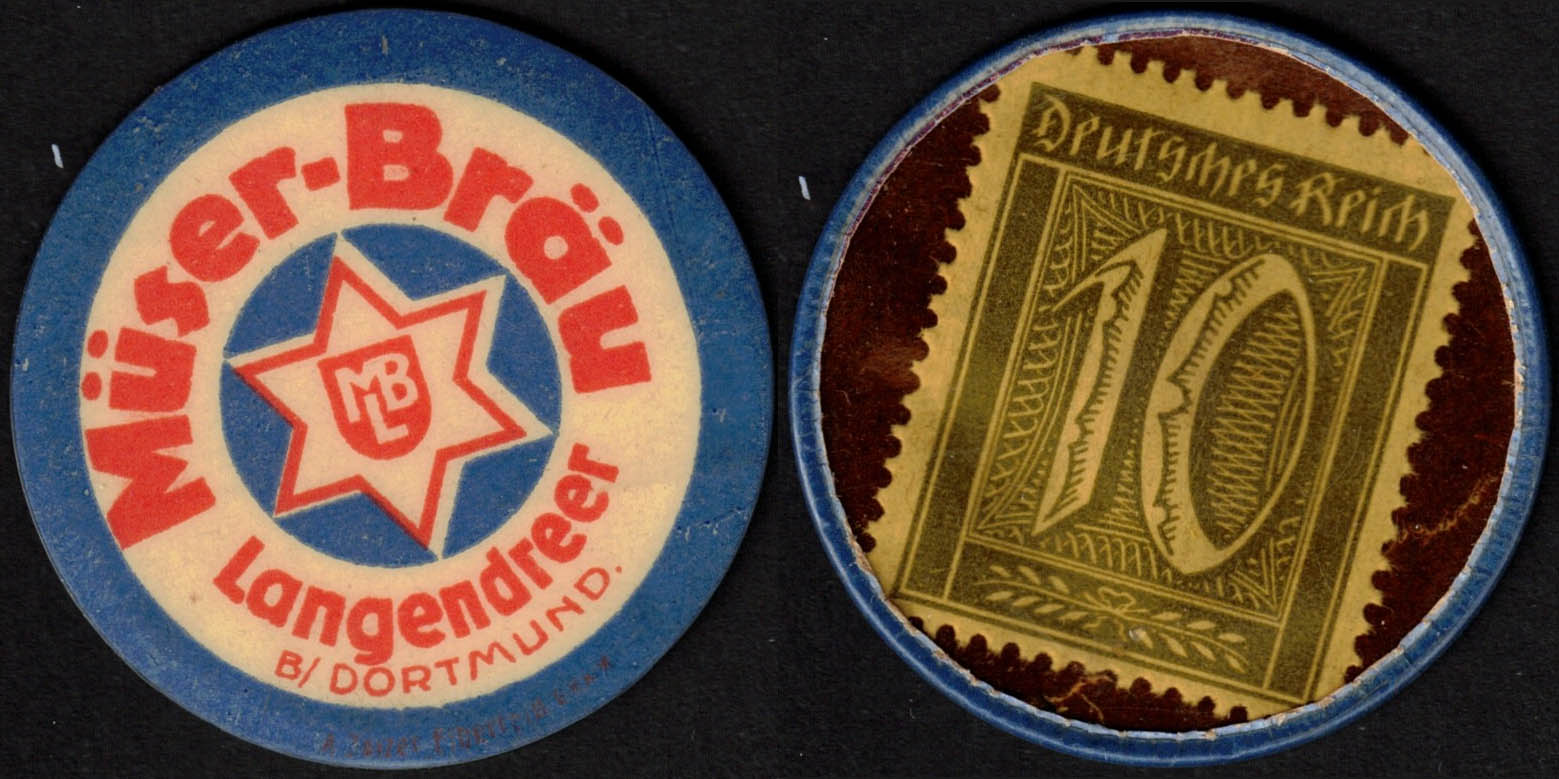 Müser-Bräu
MBL
Langendreer
B/DORTMUND.
Deutsches Reich
10